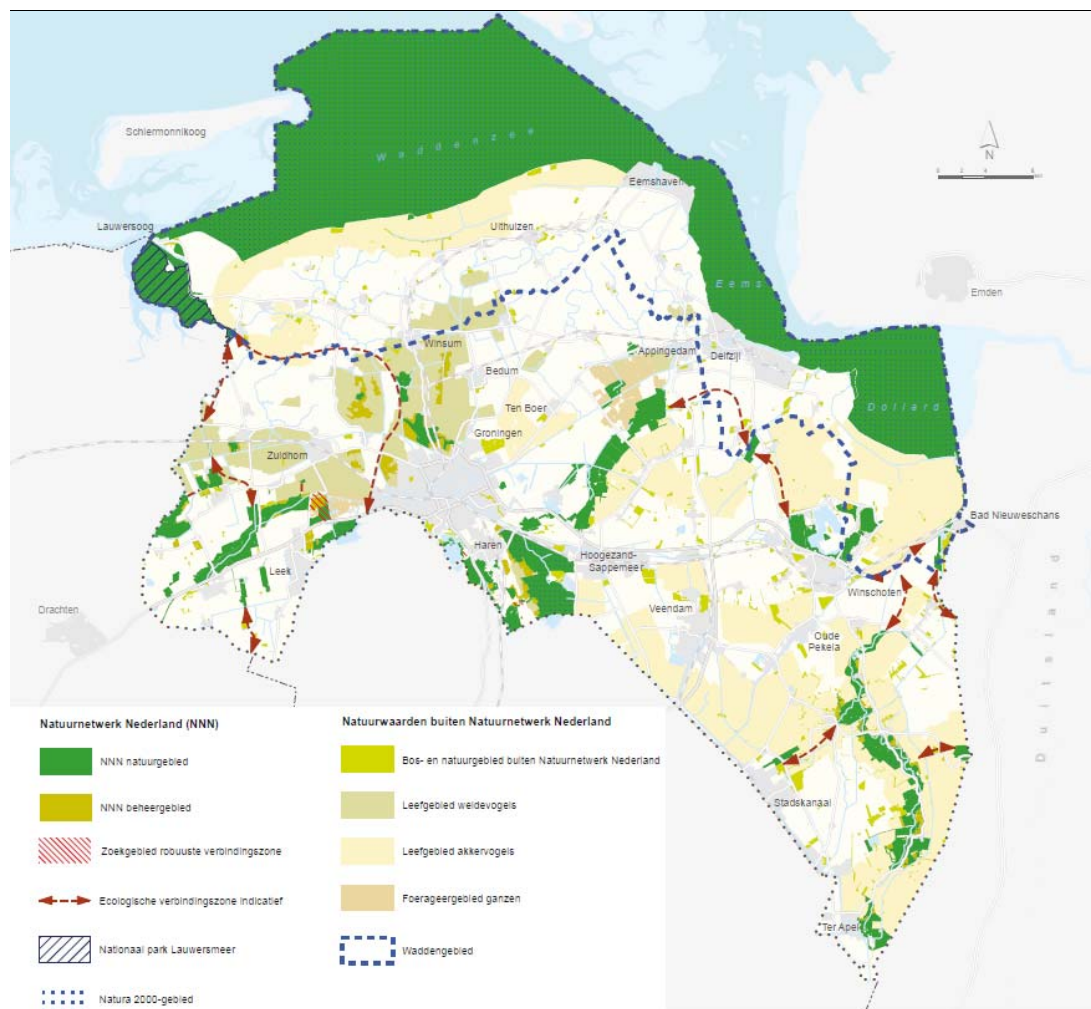 Schiermonnikoog
Waddenzee
N
Eemshaven
Lauwersoog
Uithuizen
Eems
Emden
Winsum
Appingedam
Delfzijl
Bedum
Ten Boer
Dollard
Groningen
Zuidhorn
Bad Nieuweschans
Haren
Hoogezand-
Sappemeer
Leek
Winschoten
Drachten
Veendam
Oude
Pekela
Duitsland
Stadskanaal
Ter Apel
Natuurnetwerk Nederland (NNN)
NNN natuurgebied
NNN beheergebied
Zoekgebied robuuste verbindingszone
Ecologische verbindingszone indicatief
Nationaal park Lauwersmeer
Natura 2000-gebied
Natuurwaarden buiten Natuurnetwerk Nederland
Bos- en natuurgebied buiten Natuurnetwerk Nederland
Leefgebied weidevogels
Leefgebied akkervogels
Foerageergebied ganzen
Waddengebied